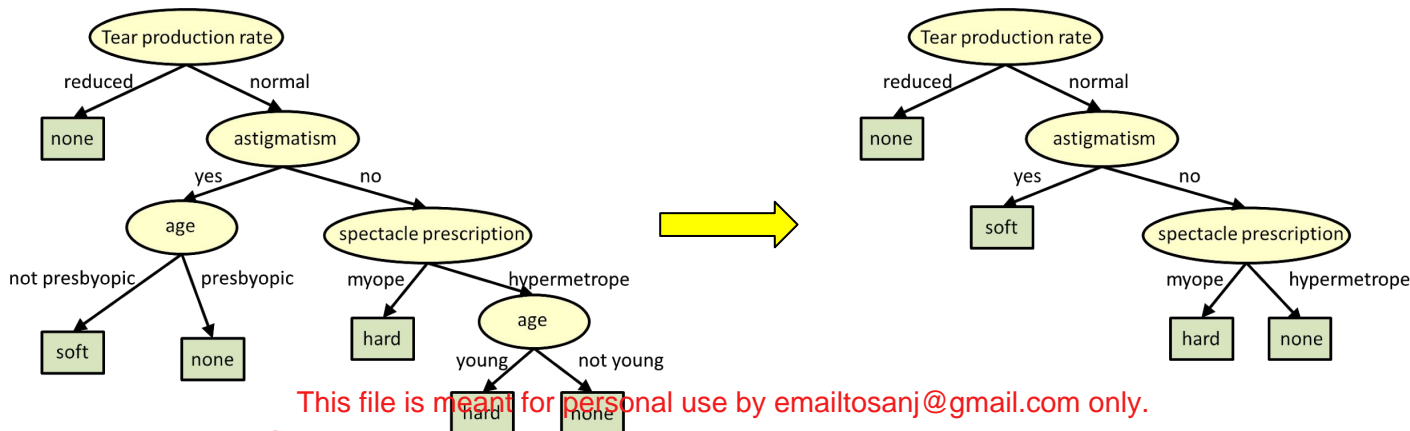 Tear production rate
reduced
normal
none
astigmatism
yes
no
age
spectacle prescription
not presbyopic
presbyopic
myope
hypermetrope
soft
none
hard
age
young
not young
hard
none
Tear production rate
reduced
normal
none
astigmatism
yes
no
soft
spectacle prescription
myope
hypermetrope
hard
none
This file is meant for personal use by emailtosanj@gmail.com only.